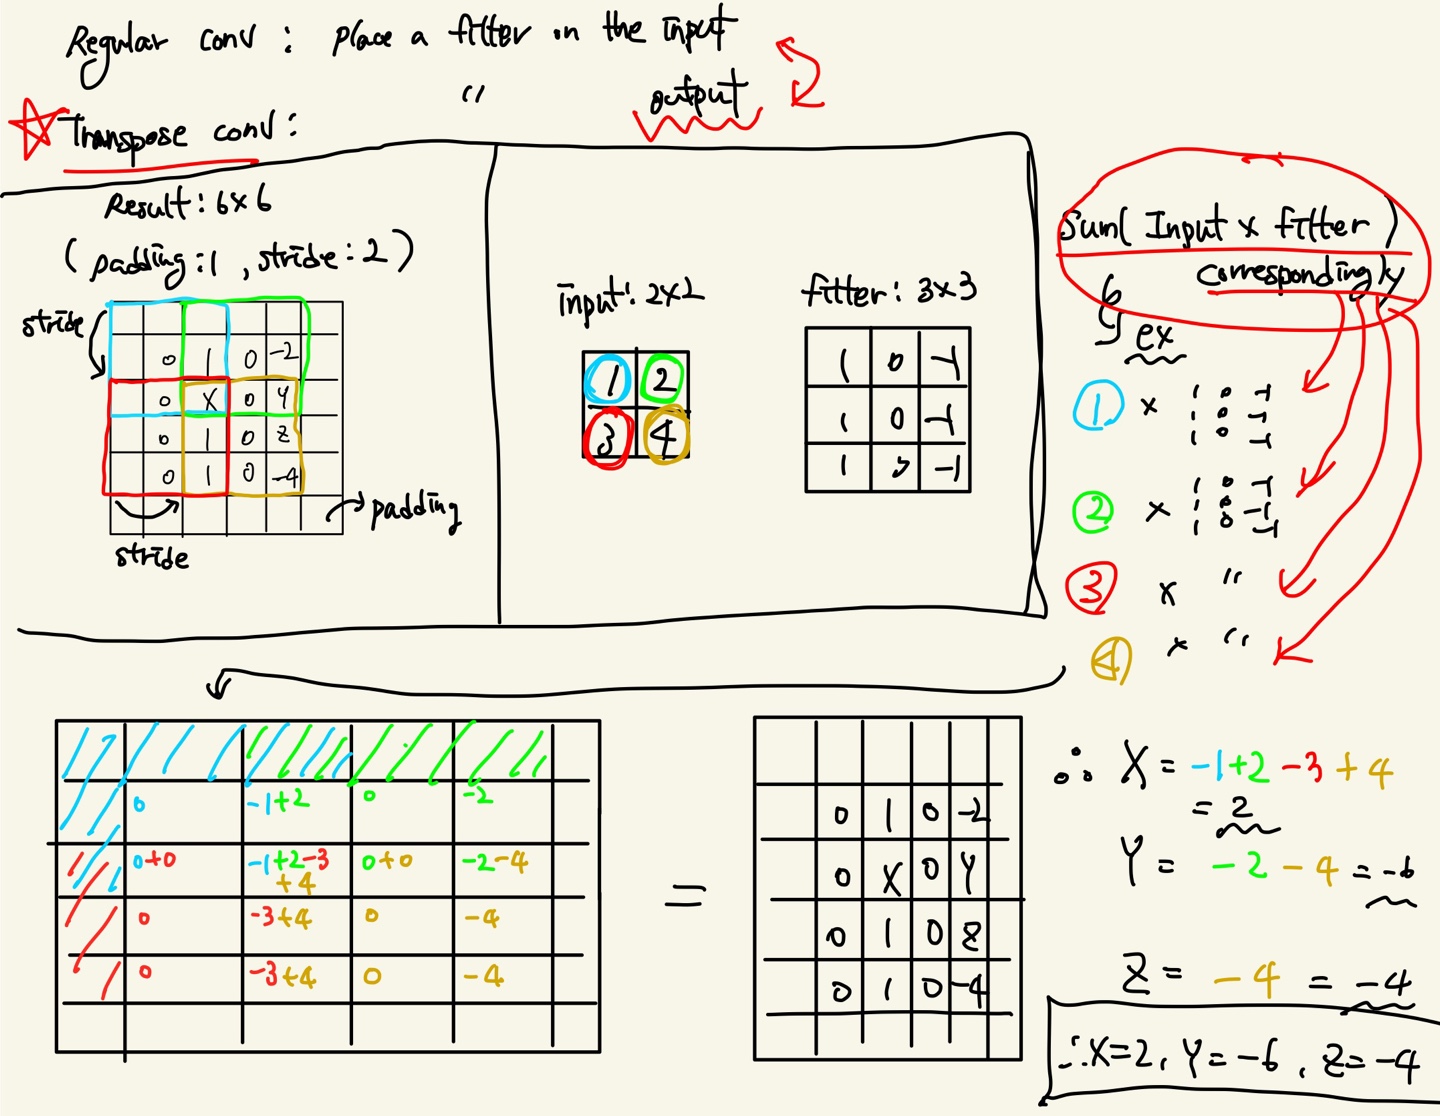 Regular conv : place a filter on the input
〃 output
Transpose conv :
Result : 6x6
( padding : 1 , stride : 2 )
stride
0 1 0 -2
0 X 0 Y
0 1 0 Z
0 1 0 -4
padding
stride
input : 2x2
1 2
3 4
filter : 3x3
1 0 -1
1 0 -1
1 0 -1
Sum( Input x filter )
correspondingly
ex
1 x 1 0 -1
1 0 -1
1 0 -1
2 x 1 0 -1
1 0 -1
1 0 -1
3 x 〃
4 x 〃
0 -1+2 0 -2
0+0 -1+2-3+4 0+0 -2-4
0 -3+4 0 -4
0 -3+4 0 -4
=
0 1 0 -2
0 X 0 Y
0 1 0 Z
0 1 0 -4
∴ X = -1+2-3+4
= 2
Y = -2-4 = -6
Z = -4 = -4
∴ X=2, Y=-6, Z=-4